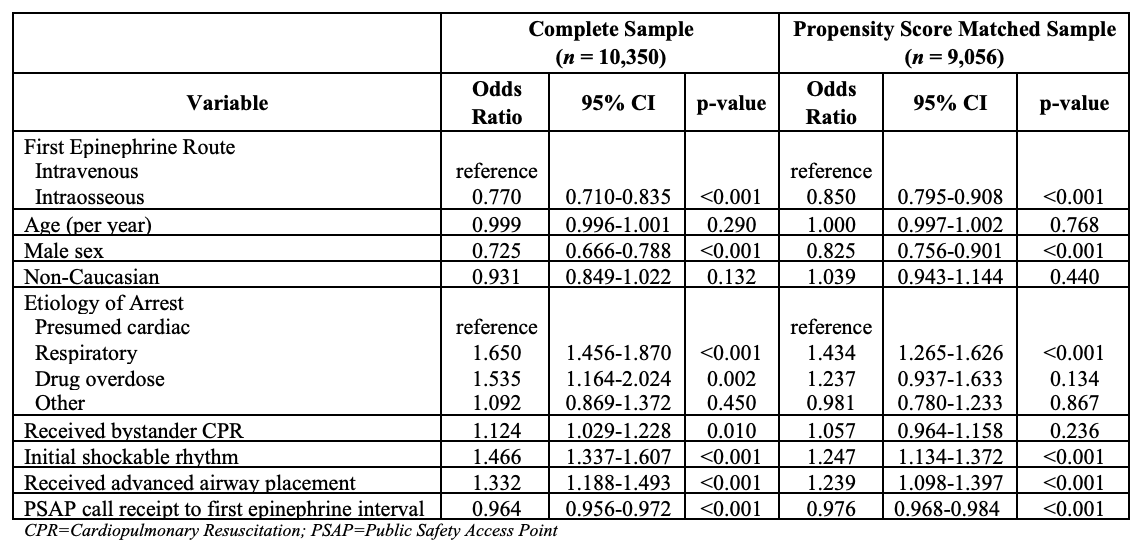 Complete Sample Propensity Score Matched Sample
(n = 10,350) (n = 9,056)
Variable Odds Ratio 95% CI p-value Odds Ratio 95% CI p-value
First Epinephrine Route
Intravenous reference reference
Intraosseous 0.770 0.710-0.835 <0.001 0.850 0.795-0.908 <0.001
Age (per year) 0.999 0.996-1.001 0.290 1.000 0.997-1.002 0.768
Male sex 0.725 0.666-0.788 <0.001 0.825 0.756-0.901 <0.001
Non-Caucasian 0.931 0.849-1.022 0.132 1.039 0.943-1.144 0.440
Etiology of Arrest
Presumed cardiac reference reference
Respiratory 1.650 1.456-1.870 <0.001 1.434 1.265-1.626 <0.001
Drug overdose 1.535 1.164-2.024 0.002 1.237 0.937-1.633 0.134
Other 1.092 0.869-1.372 0.450 0.981 0.780-1.233 0.867
Received bystander CPR 1.124 1.029-1.228 0.010 1.057 0.964-1.158 0.236
Initial shockable rhythm 1.466 1.337-1.607 <0.001 1.247 1.134-1.372 <0.001
Received advanced airway placement 1.332 1.188-1.493 <0.001 1.239 1.098-1.397 <0.001
PSAP call receipt to first epinephrine interval 0.964 0.956-0.972 <0.001 0.976 0.968-0.984 <0.001
CPR=Cardiopulmonary Resuscitation; PSAP=Public Safety Access Point